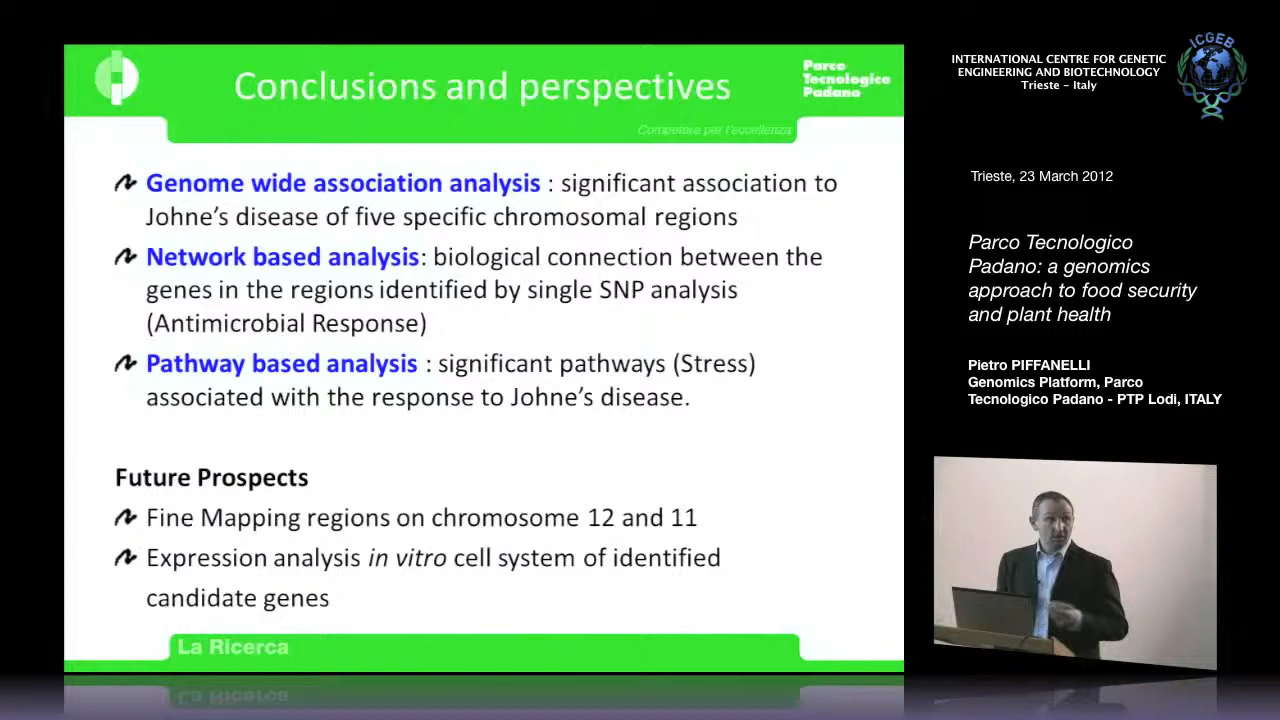 Conclusions and perspectives
Parco
Tecnologico
Padano
Competere per l'eccellenza
Genome wide association analysis : significant association to
Johne's disease of five specific chromosomal regions
Network based analysis: biological connection between the
genes in the regions identified by single SNP analysis
(Antimicrobial Response)
Pathway based analysis : significant pathways (Stress)
associated with the response to Johne's disease.
Future Prospects
Fine Mapping regions on chromosome 12 and 11
Expression analysis in vitro cell system of identified
candidate genes
La Ricerca
INTERNATIONAL CENTRE FOR GENETIC
ENGINEERING AND BIOTECHNOLOGY
Trieste - Italy
ICGEB
Trieste, 23 March 2012
Parco Tecnologico
Padano: a genomics
approach to food security
and plant health
Pietro PIFFANELLI
Genomics Platform, Parco
Tecnologico Padano - PTP Lodi, ITALY